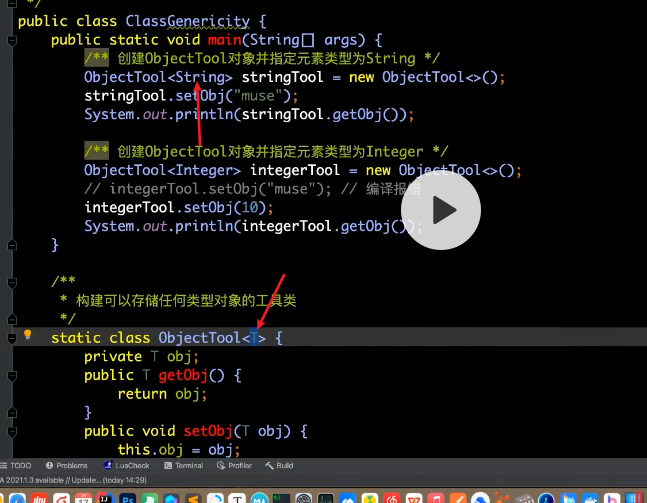 */
public class ClassGenericity {
public static void main(String[] args) {
/** 创建ObjectTool对象并指定元素类型为String */
ObjectTool<String> stringTool = new ObjectTool<>();
stringTool.setObj("muse");
System.out.println(stringTool.getObj());
/** 创建ObjectTool对象并指定元素类型为Integer */
ObjectTool<Integer> integerTool = new ObjectTool<>();
// integerTool.setObj("muse"); // 编译报错
integerTool.setObj(10);
System.out.println(integerTool.getObj());
}
/**
* 构建可以存储任何类型对象的工具类
*/
static class ObjectTool<T> {
private T obj;
public T getObj() {
return obj;
}
public void setObj(T obj) {
this.obj = obj;
TODO Problems LuaCheck Terminal Profiler Build
A 2021.1.3 available // Update... (today 14:29)